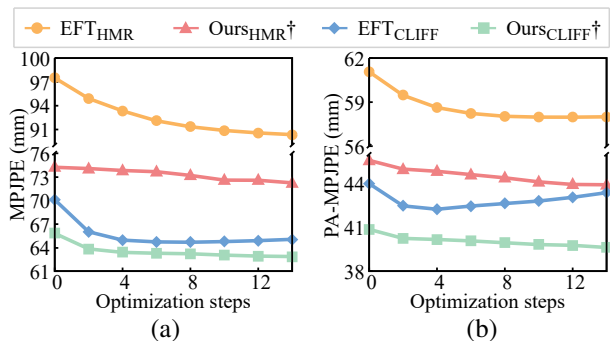 EFT_HMR Ours_HMR† EFT_CLIFF Ours_CLIFF†
MPJPE (mm)
100
97
94
91
76
73
70
67
64
61
0 4 8 12
Optimization steps
(a)
PA-MPJPE (mm)
62
59
56
44
41
38
0 4 8 12
Optimization steps
(b)